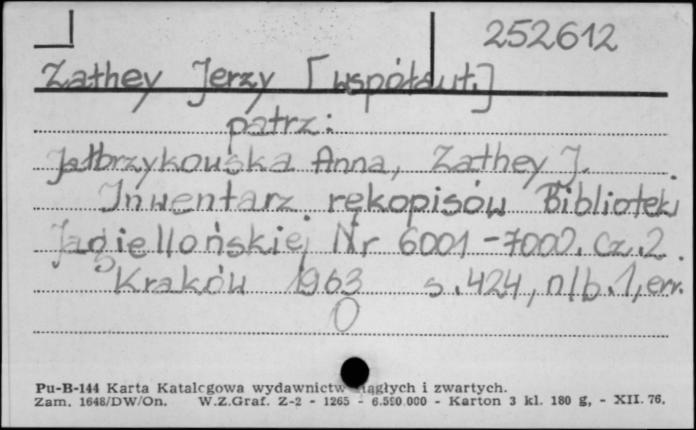 252612
Zathey Jerzy [współaut.]
patrz:
Jałbrzykowska Anna, Zathey J.
Inwentarz rękopisów Biblioteki
Jagiellońskiej Nr 6001-7000. Cz. 2.
Kraków 1963 s. 424, nlb. 1, err.
Pu-B-144 Karta Katalogowa wydawnictw ciągłych i zwartych.
Zam. 1648/DW/On. W.Z.Graf. Z-2 - 1265 - 6.500.000 - Karton 3 kl. 180 g, - XII. 76.